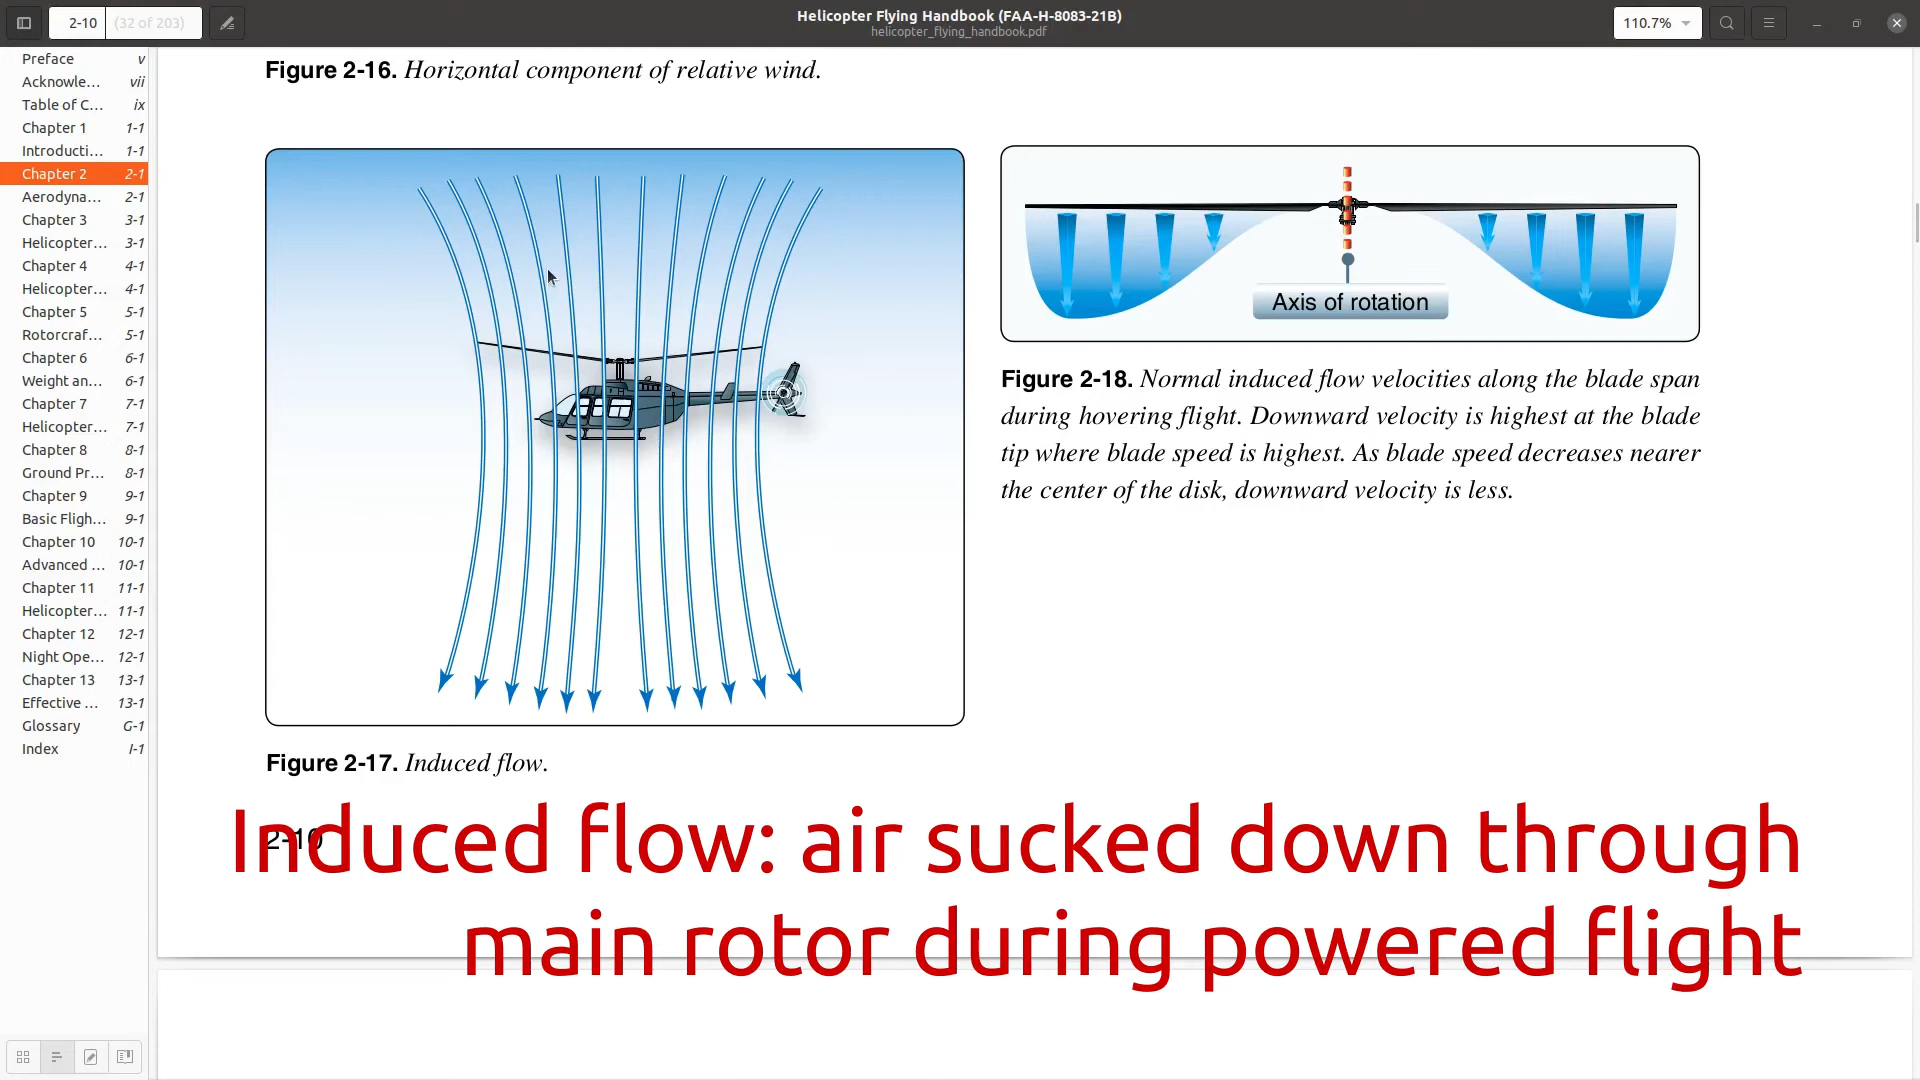 2-10
(32 of 203)
Helicopter Flying Handbook (FAA-H-8083-21B)
helicopter_flying_handbook.pdf
110.7%
Preface v
Acknowle... vii
Table of C... ix
Chapter 1 1-1
Introducti... 1-1
Chapter 2 2-1
Aerodyna... 2-1
Chapter 3 3-1
Helicopter... 3-1
Chapter 4 4-1
Helicopter... 4-1
Chapter 5 5-1
Rotorcraf... 5-1
Chapter 6 6-1
Weight an... 6-1
Chapter 7 7-1
Helicopter... 7-1
Chapter 8 8-1
Ground Pr... 8-1
Chapter 9 9-1
Basic Fligh... 9-1
Chapter 10 10-1
Advanced ... 10-1
Chapter 11 11-1
Helicopter... 11-1
Chapter 12 12-1
Night Ope... 12-1
Chapter 13 13-1
Effective ... 13-1
Glossary G-1
Index I-1
Figure 2-16. Horizontal component of relative wind.
Figure 2-17. Induced flow.
Axis of rotation
Figure 2-18. Normal induced flow velocities along the blade span
during hovering flight. Downward velocity is highest at the blade
tip where blade speed is highest. As blade speed decreases nearer
the center of the disk, downward velocity is less.
2-10
Induced flow: air sucked down through
main rotor during powered flight